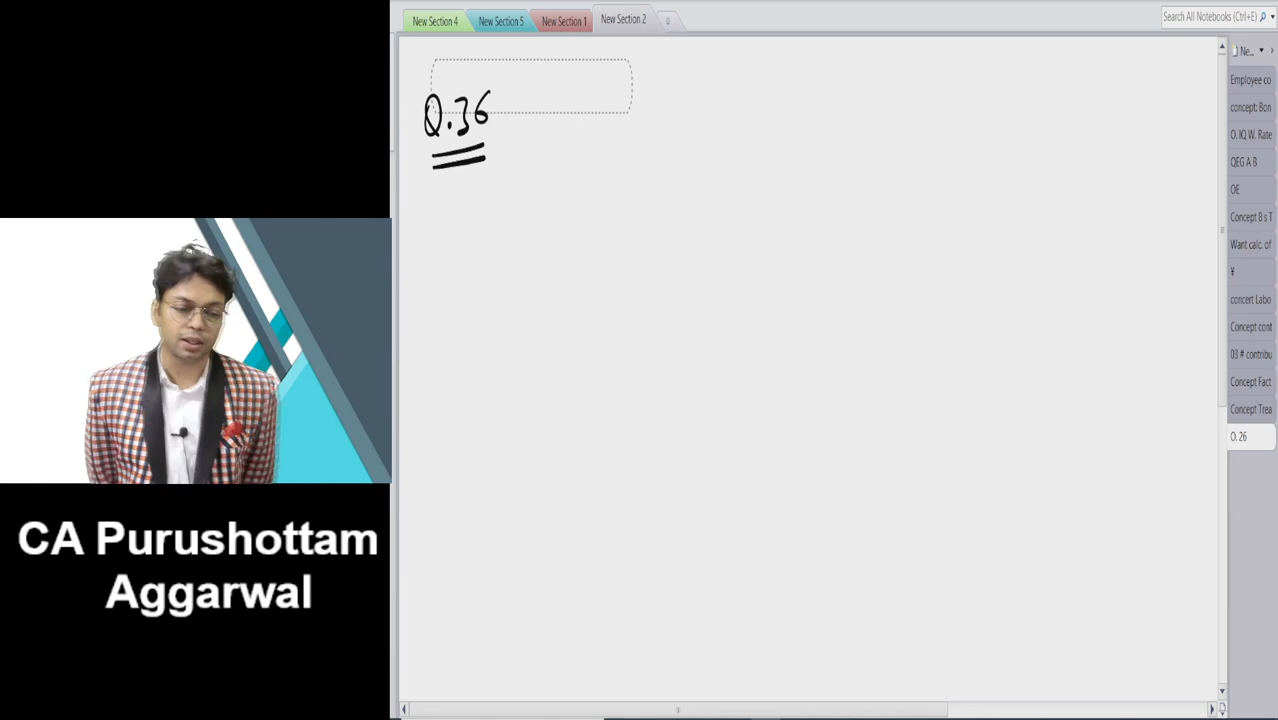 New Section 4
New Section 5
New Section 1
New Section 2
Search All Notebooks (Ctrl+E)
Ne...
Employee co
concept: Bon
O. IQ W. Rate
QEG A B
OE
Concept 8 s T
Want calc. of
¥
concert Labo
Concept cont
03 # contribu
Concept Fact
Concept Trea
O. 26
Q.36
CA Purushottam
Aggarwal